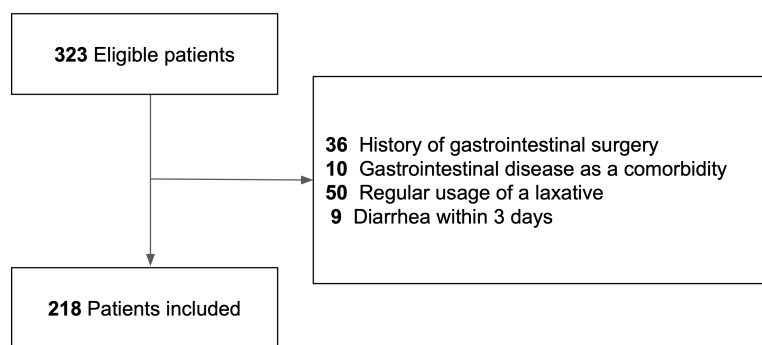 323 Eligible patients
36 History of gastrointestinal surgery
10 Gastrointestinal disease as a comorbidity
50 Regular usage of a laxative
9 Diarrhea within 3 days
218 Patients included